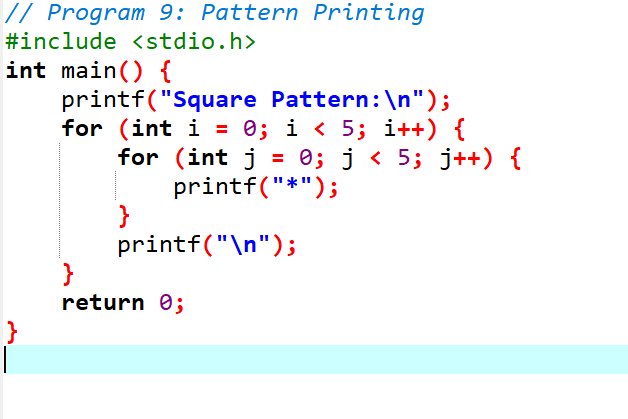 // Program 9: Pattern Printing
#include <stdio.h>
int main() {
    printf("Square Pattern:\n");
    for (int i = 0; i < 5; i++) {
        for (int j = 0; j < 5; j++) {
            printf("*");
        }
        printf("\n");
    }
    return 0;
}